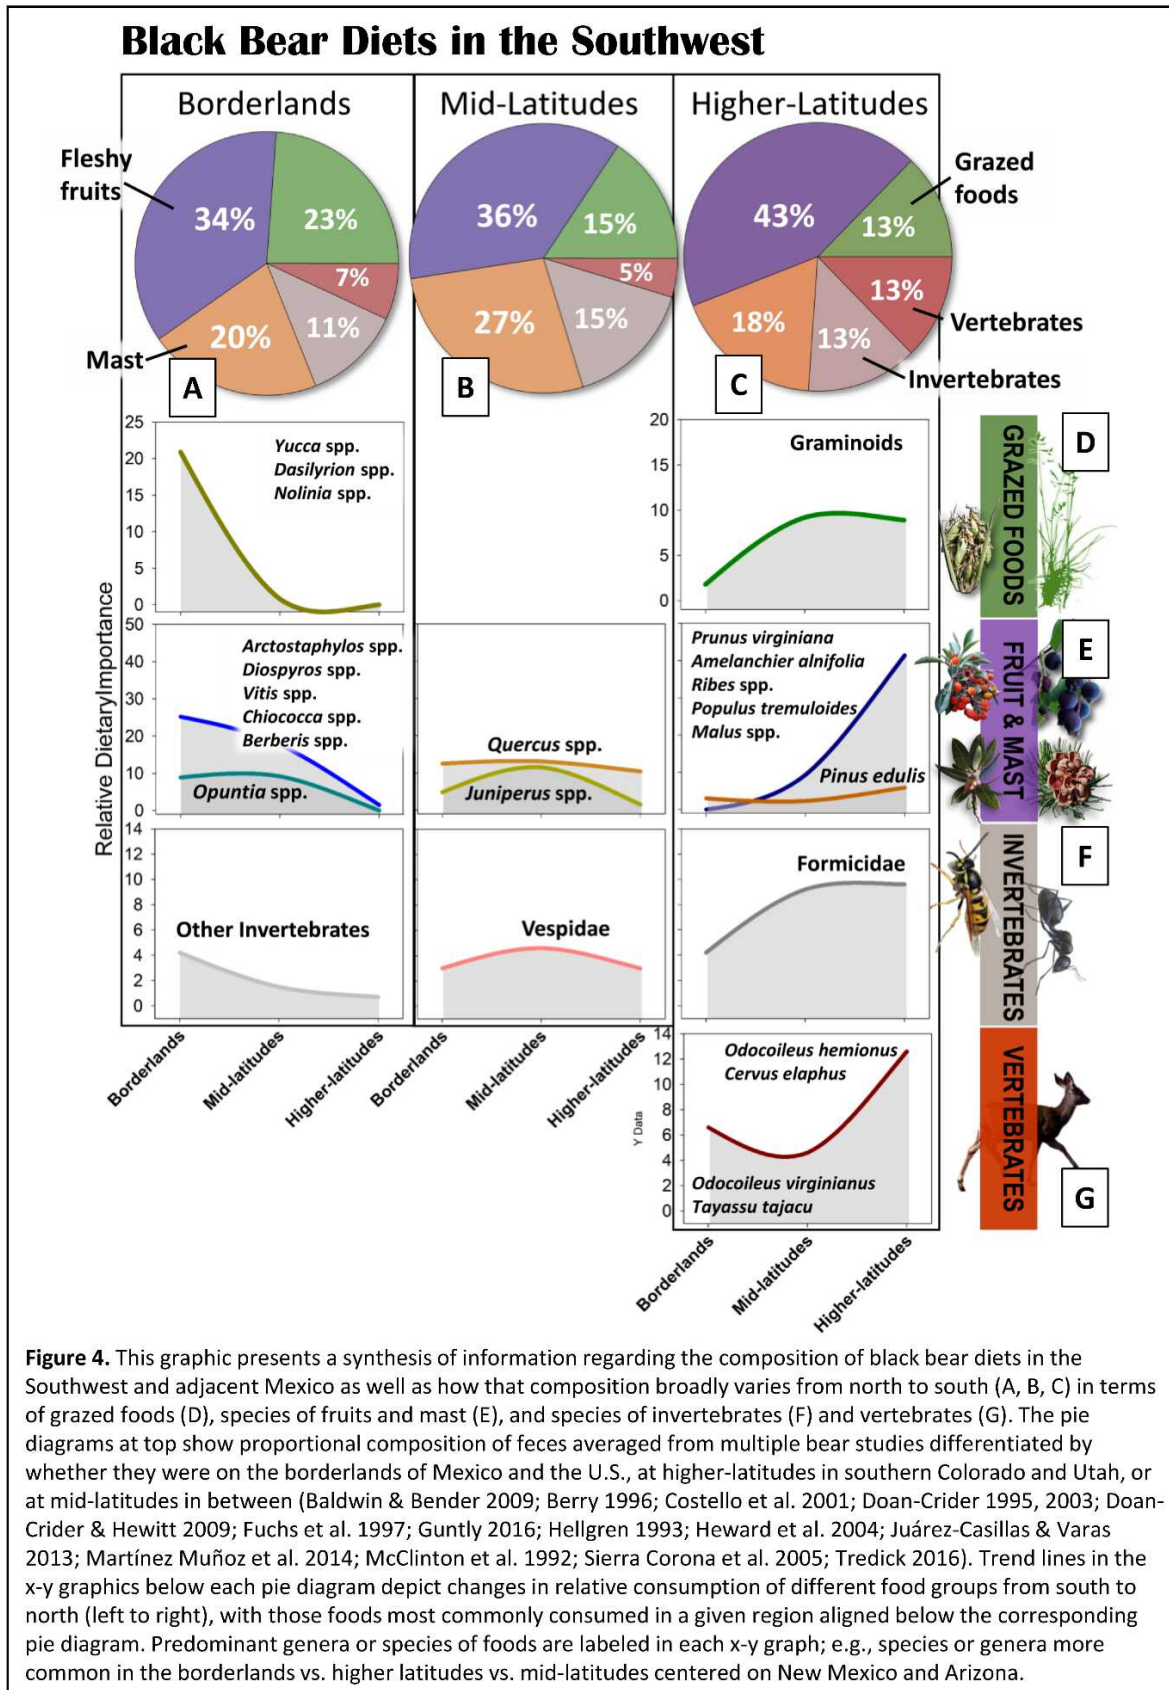 Black Bear Diets in the Southwest
Borderlands
Mid-Latitudes
Higher-Latitudes
Fleshy
fruits
34%
23%
7%
11%
20%
Mast
A
36%
15%
5%
15%
27%
B
43%
13%
13%
13%
18%
C
Grazed
foods
Vertebrates
Invertebrates
Relative DietaryImportance
25
20
15
10
5
0
Yucca spp.
Dasilyrion spp.
Nolinia spp.
20
15
10
5
0
Graminoids
GRAZED FOODS
D
50
40
30
20
10
0
Arctostaphylos spp.
Diospyros spp.
Vitis spp.
Chiococca spp.
Berberis spp.
Opuntia spp.
Quercus spp.
Juniperus spp.
Prunus virginiana
Amelanchier alnifolia
Ribes spp.
Populus tremuloides
Malus spp.
Pinus edulis
FRUIT & MAST
E
14
12
10
8
6
4
2
0
Other Invertebrates
Vespidae
Formicidae
INVERTEBRATES
F
Borderlands
Mid-latitudes
Higher-latitudes
Borderlands
Mid-latitudes
Higher-latitudes
Y Data
14
12
10
8
6
4
2
0
Odocoileus hemionus
Cervus elaphus
Odocoileus virginianus
Tayassu tajacu
VERTEBRATES
G
Borderlands
Mid-latitudes
Higher-latitudes
Figure 4. This graphic presents a synthesis of information regarding the composition of black bear diets in the
Southwest and adjacent Mexico as well as how that composition broadly varies from north to south (A, B, C) in terms
of grazed foods (D), species of fruits and mast (E), and species of invertebrates (F) and vertebrates (G). The pie
diagrams at top show proportional composition of feces averaged from multiple bear studies differentiated by
whether they were on the borderlands of Mexico and the U.S., at higher-latitudes in southern Colorado and Utah, or
at mid-latitudes in between (Baldwin & Bender 2009; Berry 1996; Costello et al. 2001; Doan-Crider 1995, 2003; Doan-
Crider & Hewitt 2009; Fuchs et al. 1997; Guntly 2016; Hellgren 1993; Heward et al. 2004; Juárez-Casillas & Varas
2013; Martínez Muñoz et al. 2014; McClinton et al. 1992; Sierra Corona et al. 2005; Tredick 2016). Trend lines in the
x-y graphics below each pie diagram depict changes in relative consumption of different food groups from south to
north (left to right), with those foods most commonly consumed in a given region aligned below the corresponding
pie diagram. Predominant genera or species of foods are labeled in each x-y graph; e.g., species or genera more
common in the borderlands vs. higher latitudes vs. mid-latitudes centered on New Mexico and Arizona.